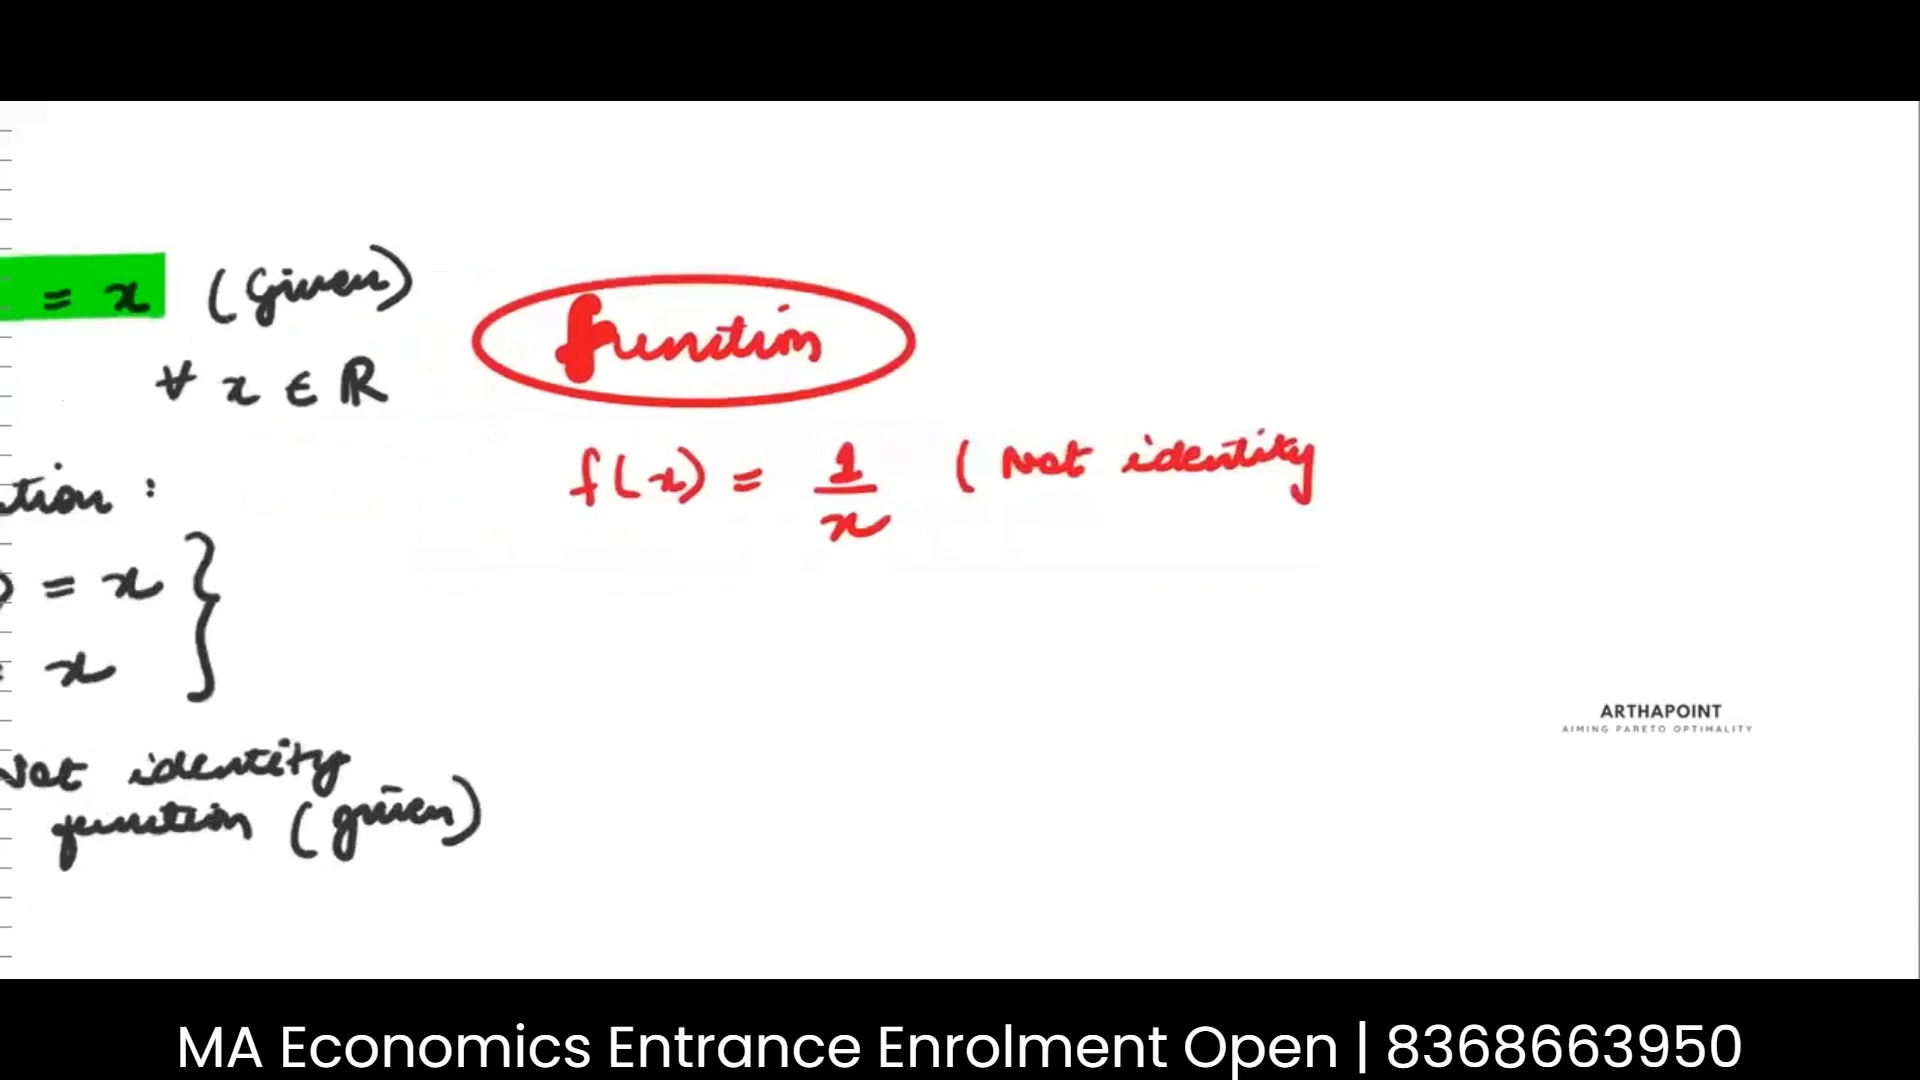 = x (Given)
∀ x ∈ ℝ
function
f(x) = 1/x ( Not identity
tion :
) = x }
= x
Not identity
function (given)
ARTHAPOINT
AIMING PARETO OPTIMALITY
MA Economics Entrance Enrolment Open | 8368663950